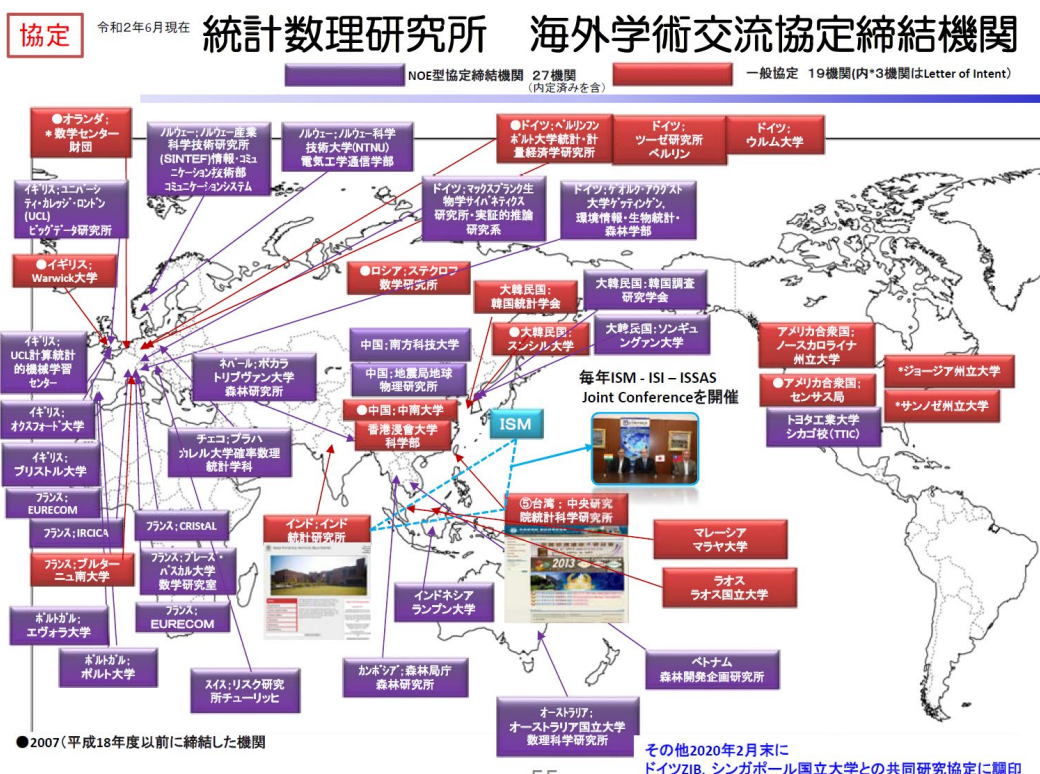 協定
令和2年6月現在
統計数理研究所 海外学術交流協定締結機関
NOE型協定締結機関 27機関
(内定済みを含)
一般協定 19機関(内*3機関はLetter of Intent)
●オランダ;
*数学センター
財団
ノルウェー;ノルウェー産業
科学技術研究所
(SINTEF)情報・コミュ
ニケーション技術部
コミュニケーションシステム
ノルウェー;ノルウェー科学
技術大学(NTNU)
電気工学通信学部
●ドイツ;ベルリンフン
ボルト大学統計・計
量経済学研究所
ドイツ;
ツーゼ研究所
ベルリン
ドイツ;
ウルム大学
イギリス;ユニバーシ
ティ・カレッジ・ロンドン
(UCL)
ビッグデータ研究所
ドイツ;マックスプランク生
物学サイバネティクス
研究所・実証的推論
研究系
ドイツ;ゲオルク・アウグスト
大学ゲッティンゲン,
環境情報・生物統計・
森林学部
●イギリス;
Warwick大学
●ロシア;ステクロフ
数学研究所
大韓民国:
韓国統計学会
大韓民国:韓国調査
研究学会
イギリス;
UCL計算統計
的機械学習
センター
ネパール;ポカラ
トリブヴァン大学
森林研究所
中国:南方科技大学
中国:地震局地球
物理研究所
●大韓民国:
スンシル大学
大韓民国:ソンギュ
ングァン大学
アメリカ合衆国;
ノースカロライナ
州立大学
*ジョージア州立大学
毎年ISM - ISI – ISSAS
Joint Conferenceを開催
●アメリカ合衆国;
センサス局
*サンノゼ州立大学
イギリス;
オクスフォード大学
●中国:中南大学
香港浸會大学
科学部
ISM
トヨタ工業大学
シカゴ校(TTIC)
イギリス;
ブリストル大学
チェコ;プラハ
カレル大学確率数理
統計学科
フランス;
EURECOM
フランス;IRCICA
フランス;CRIStAL
インド;インド
統計研究所
⑤台湾;中央研究
院統計科学研究所
2013
マレーシア
マラヤ大学
フランス;ブルター
ニュ南大学
フランス;ブレーズ・
パスカル大学
数学研究室
インドネシア
ランプン大学
ラオス
ラオス国立大学
ポルトガル;
エヴォラ大学
フランス;
EURECOM
ポルトガル;
ポルト大学
スイス;リスク研究
所チューリッヒ
カンボジア;森林局庁
森林研究所
ベトナム
森林開発企画研究所
オーストラリア;
オーストラリア国立大学
数理科学研究所
●2007(平成18年度以前に締結した機関
その他2020年2月末に
ドイツZIB, シンガポール国立大学との共同研究協定に調印